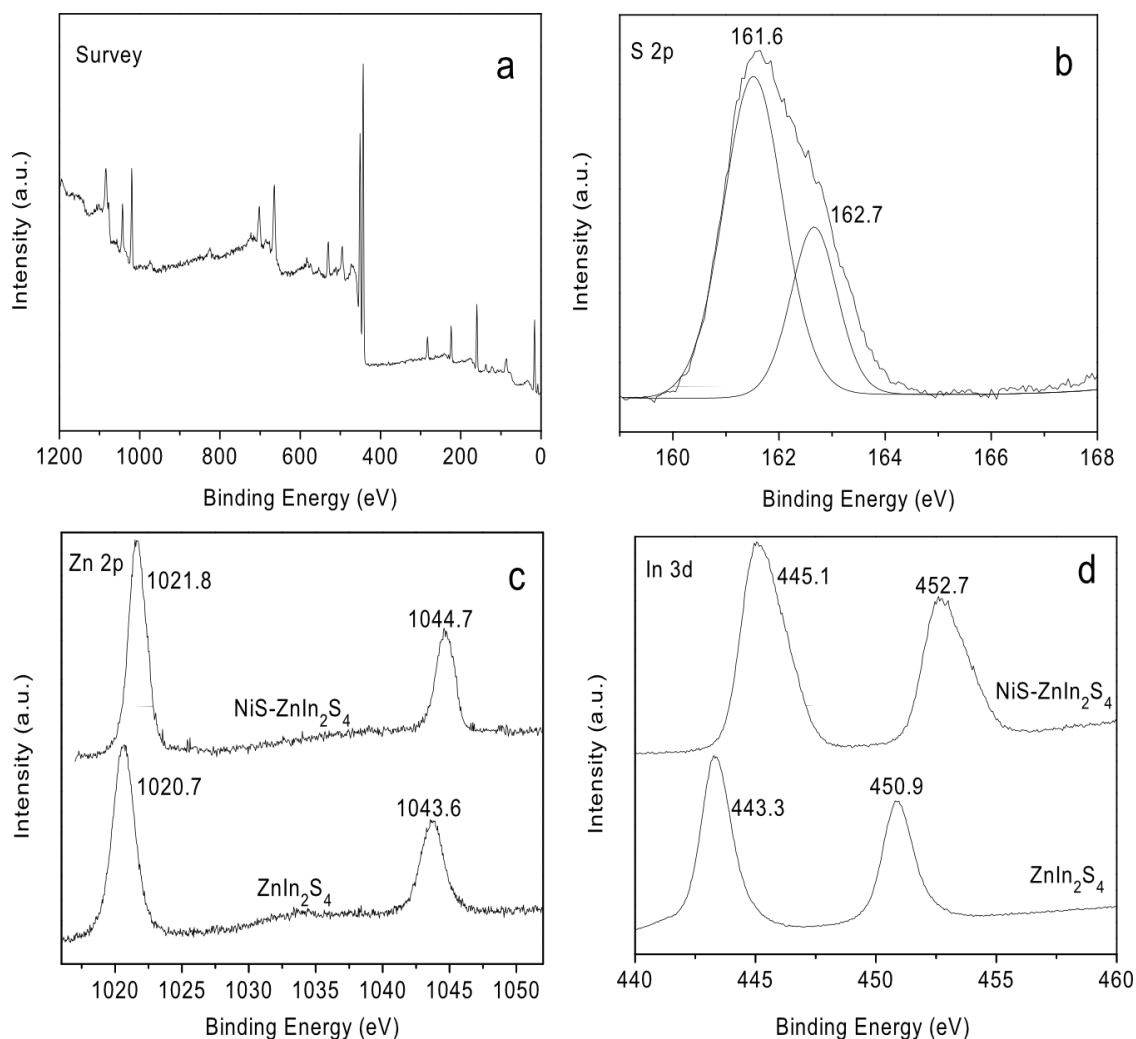 Survey
a
Intensity (a.u.)
1200 1000 800 600 400 200 0
Binding Energy (eV)
S 2p
161.6
b
162.7
Intensity (a.u.)
160 162 164 166 168
Binding Energy (eV)
Zn 2p
c
1021.8
1044.7
NiS-ZnIn₂S₄
1020.7
1043.6
ZnIn₂S₄
Intensity (a.u.)
1020 1025 1030 1035 1040 1045 1050
Binding Energy (eV)
In 3d
d
445.1
452.7
NiS-ZnIn₂S₄
443.3
450.9
ZnIn₂S₄
Intensity (a.u.)
440 445 450 455 460
Binding Energy (eV)